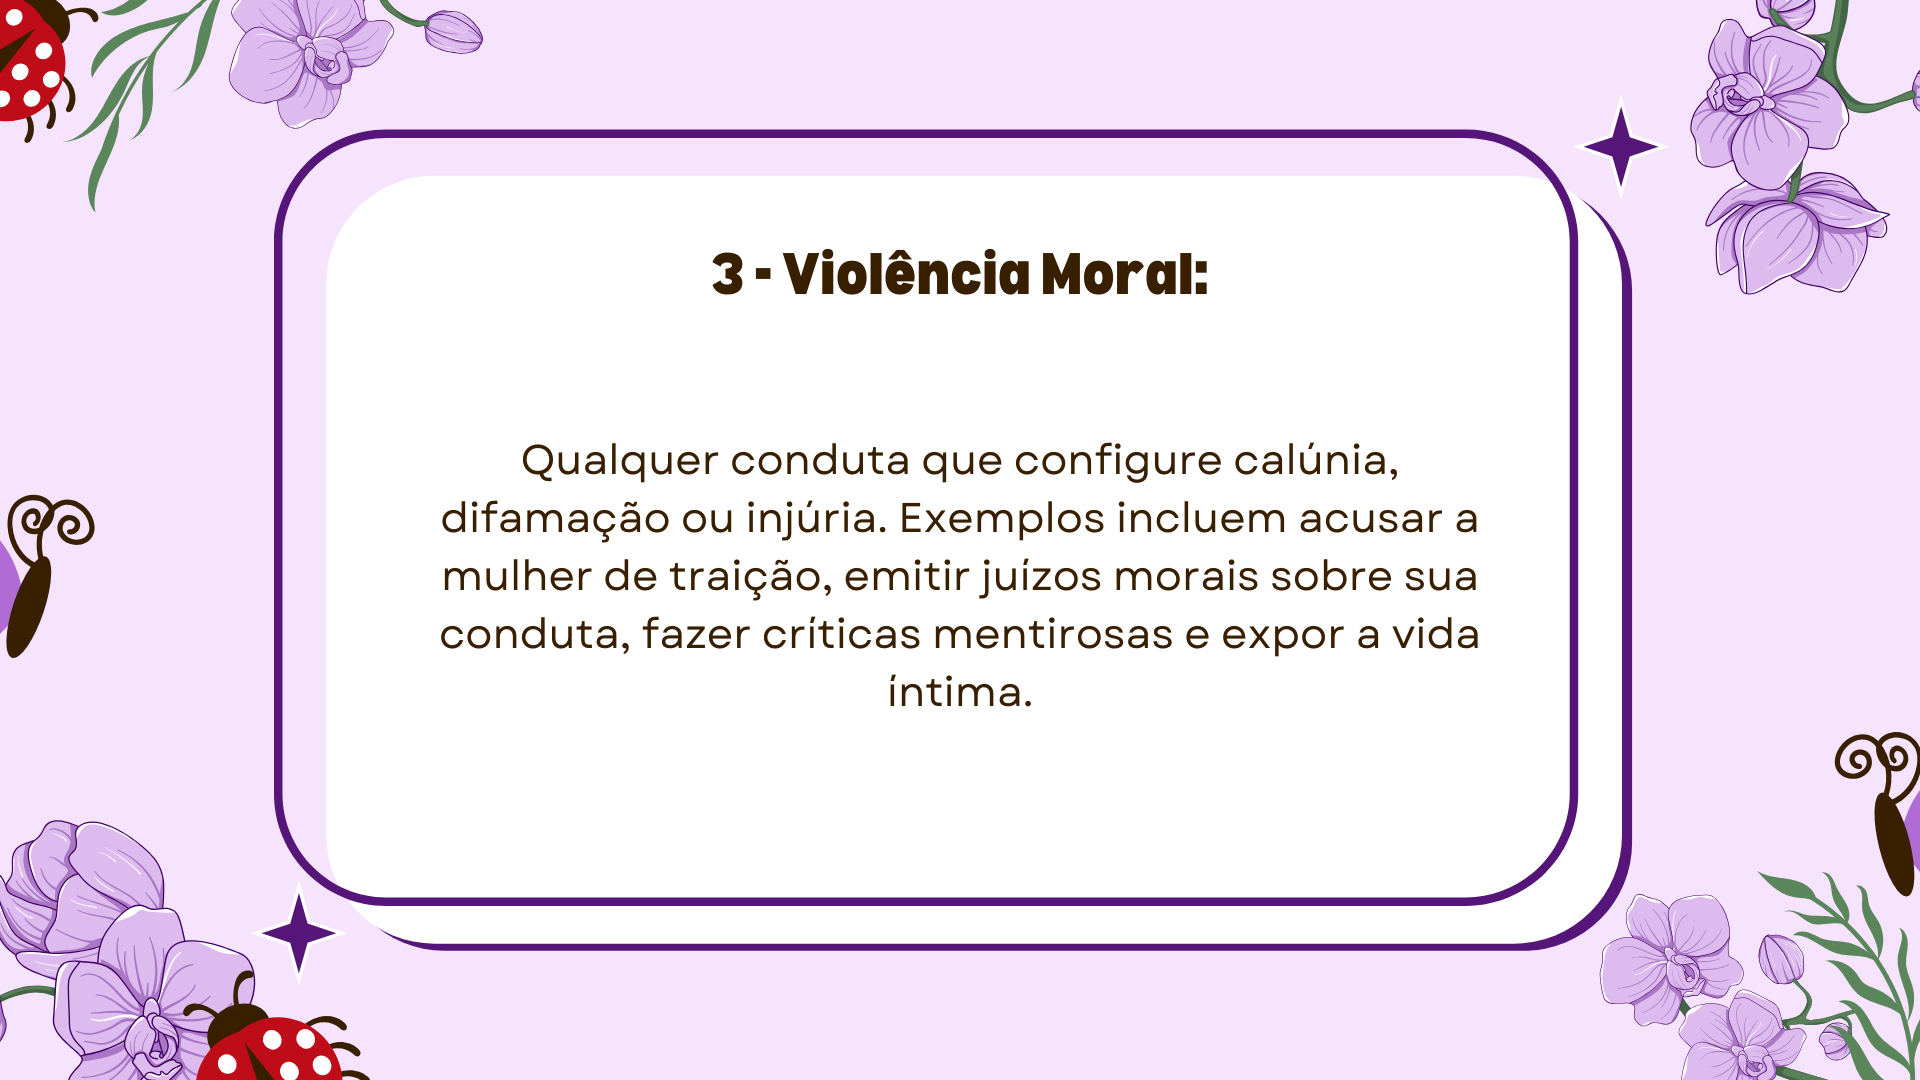 3 - Violência Moral:
Qualquer conduta que configure calúnia,
difamação ou injúria. Exemplos incluem acusar a
mulher de traição, emitir juízos morais sobre sua
conduta, fazer críticas mentirosas e expor a vida
íntima.